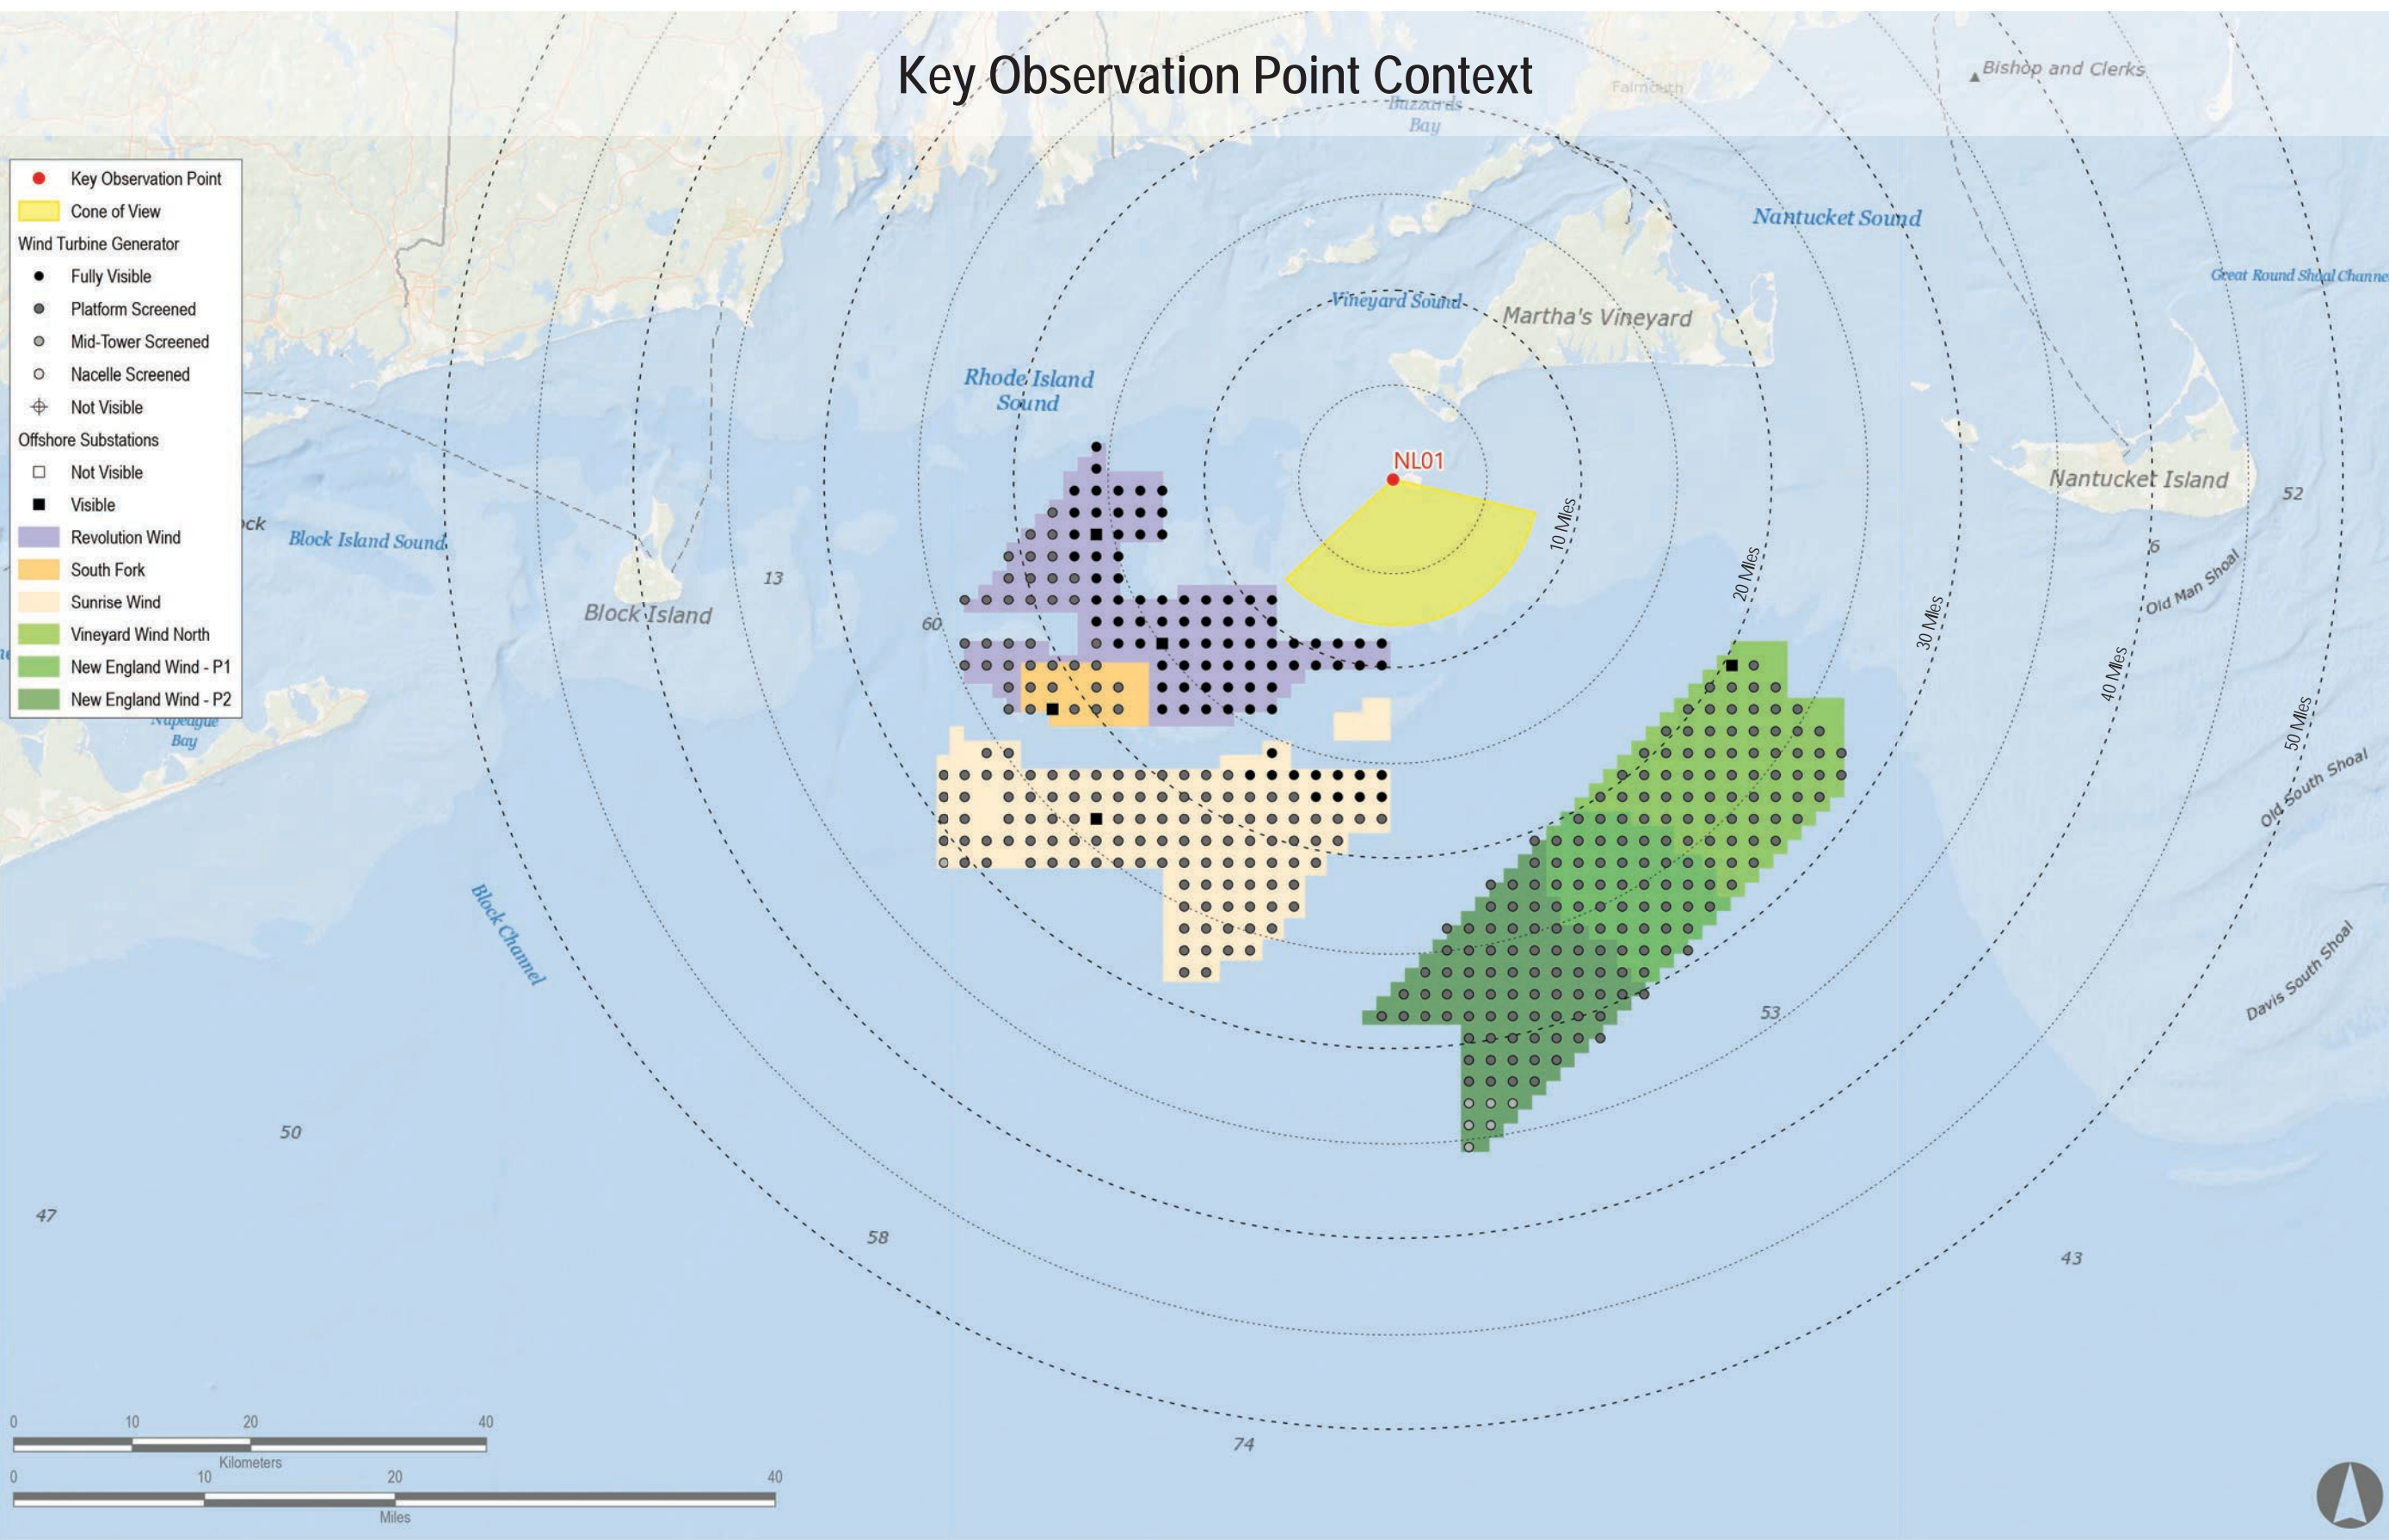 Key Observation Point Context
Bishop and Clerks
Falmouth
Buzzards
Bay
Key Observation Point
Cone of View
Wind Turbine Generator
Fully Visible
Platform Screened
Mid-Tower Screened
Nacelle Screened
Not Visible
Offshore Substations
Not Visible
Visible
Revolution Wind
South Fork
Sunrise Wind
Vineyard Wind North
New England Wind - P1
New England Wind - P2
Nantucket Sound
Great Round Shoal Channe
Vineyard Sound
Martha's Vineyard
Rhode Island
Sound
NL01
Nantucket Island
52
ock
Block Island Sound
10 Miles
6
13
20 Miles
Old Man Shoal
Block Island
60
30 Miles
40 Miles
50 Miles
Napeague
Bay
Old South Shoal
Block Channel
Davis South Shoal
53
50
47
58
43
74
0 10 20 40
Kilometers
0 10 20 40
Miles